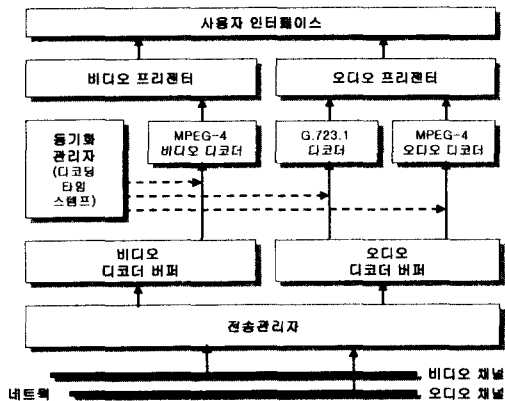 사용자 인터페이스
비디오 프리젠터
오디오 프리젠터
동기화
관리자
(디코딩
타임
스템프)
MPEG-4
비디오 디코더
G.723.1
디코더
MPEG-4
오디오 디코더
비디오
디코더 버퍼
오디오
디코더 버퍼
전송관리자
비디오 채널
네트웍
오디오 채널